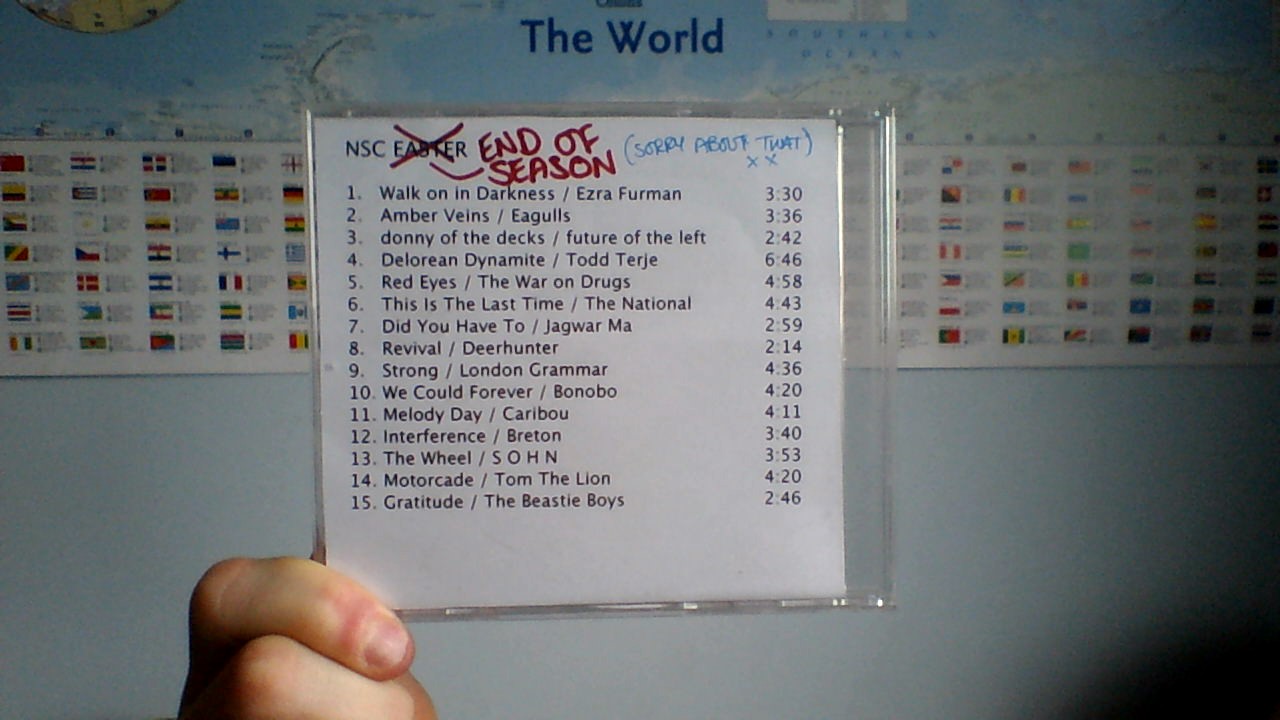 The World
SOUTHERN
OCEAN
NSC EASTER END OF SEASON (SORRY ABOUT THAT)
x x
1. Walk on in Darkness / Ezra Furman 3:30
2. Amber Veins / Eagulls 3:36
3. donny of the decks / future of the left 2:42
4. Delorean Dynamite / Todd Terje 6:46
5. Red Eyes / The War on Drugs 4:58
6. This Is The Last Time / The National 4:43
7. Did You Have To / Jagwar Ma 2:59
8. Revival / Deerhunter 2:14
9. Strong / London Grammar 4:36
10. We Could Forever / Bonobo 4:20
11. Melody Day / Caribou 4:11
12. Interference / Breton 3:40
13. The Wheel / S O H N 3:53
14. Motorcade / Tom The Lion 4:20
15. Gratitude / The Beastie Boys 2:46